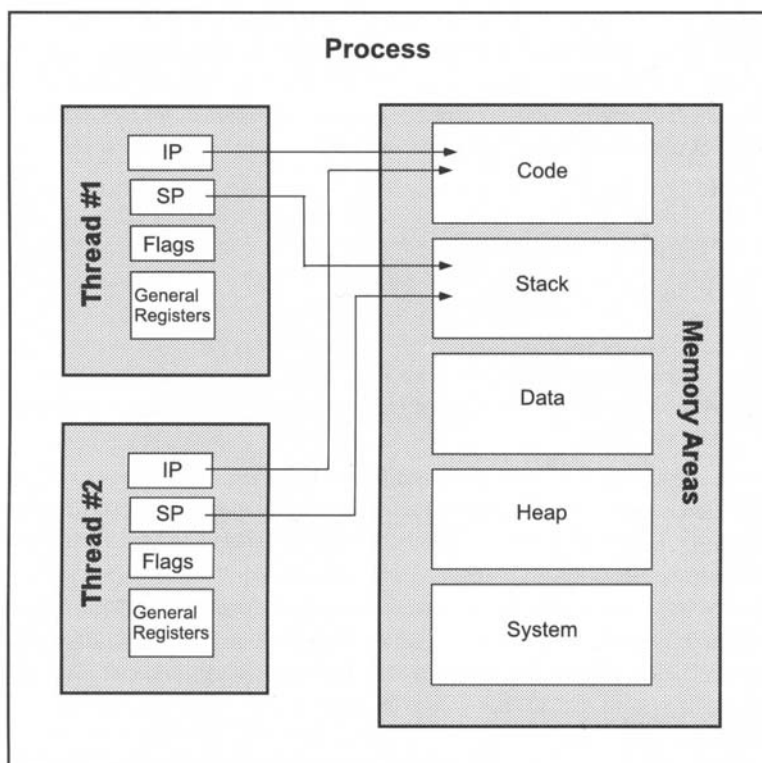 Process
Thread #1
IP
SP
Flags
General
Registers
Thread #2
IP
SP
Flags
General
Registers
Memory Areas
Code
Stack
Data
Heap
System